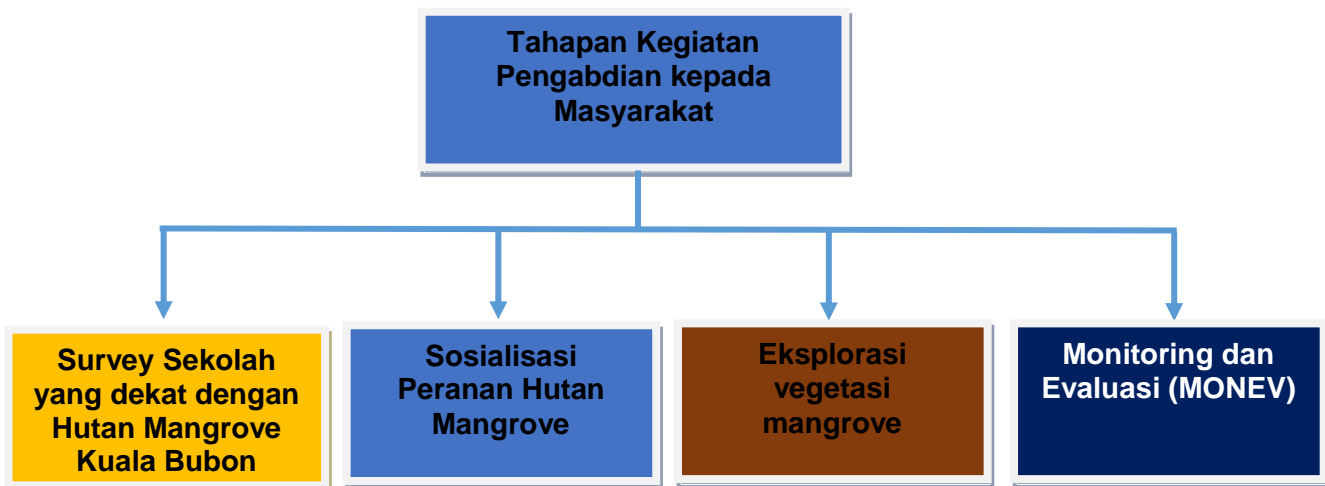 Tahapan Kegiatan
Pengabdian kepada
Masyarakat
Survey Sekolah
yang dekat dengan
Hutan Mangrove
Kuala Bubon
Sosialisasi
Peranan Hutan
Mangrove
Eksplorasi
vegetasi
mangrove
Monitoring dan
Evaluasi (MONEV)